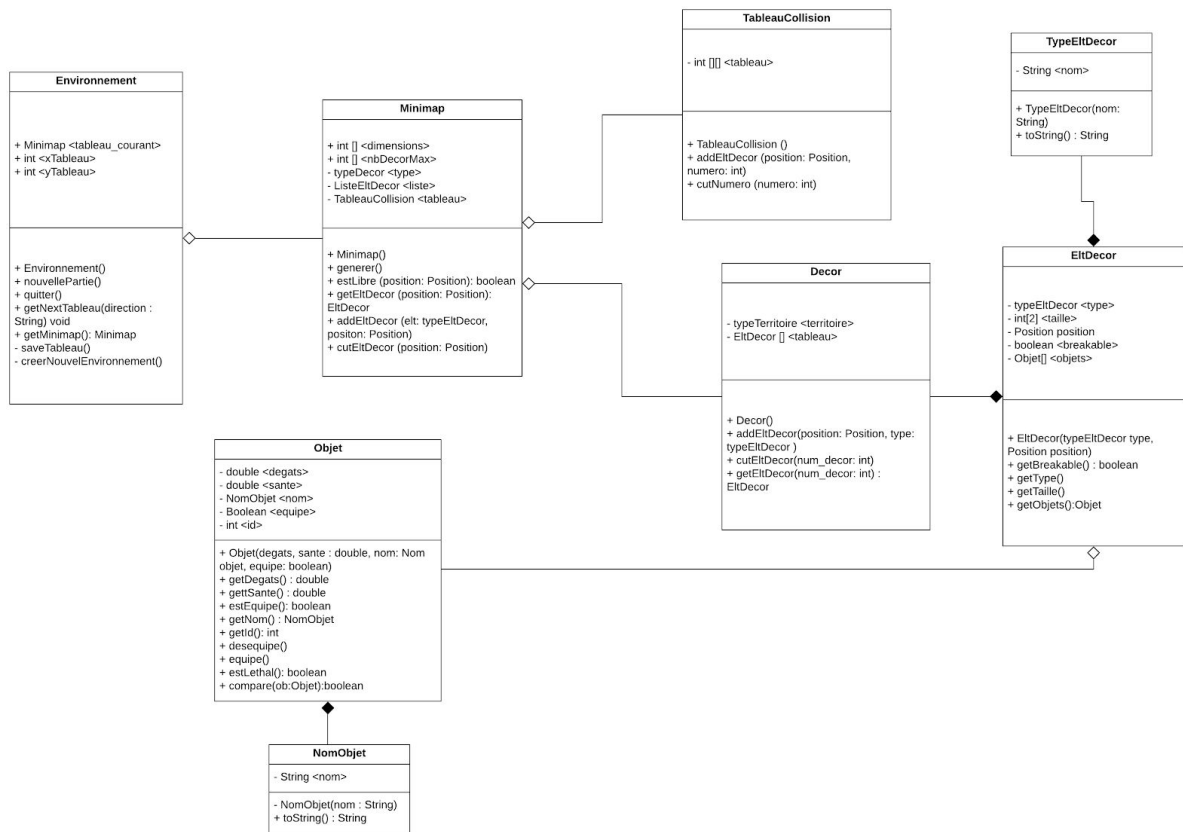 Environnement
+ Minimap <tableau_courant>
+ int <xTableau>
+ int <yTableau>
+ Environnement()
+ nouvellePartie()
+ quitter()
+ getNextTableau(direction :
String) void
+ getMinimap(): Minimap
- saveTableau()
- creerNouvelEnvironnement()
Minimap
+ int [] <dimensions>
+ int [] <nbDecorMax>
- typeDecor <type>
- ListeEltDecor <liste>
- TableauCollision <tableau>
+ Minimap()
+ generer()
+ estLibre (position: Position): boolean
+ getEltDecor (position: Position):
EltDecor
+ addEltDecor (elt: typeEltDecor,
positon: Position)
+ cutEltDecor (position: Position)
TableauCollision
- int [][] <tableau>
+ TableauCollision ()
+ addEltDecor (position: Position,
numero: int)
+ cutNumero (numero: int)
TypeEltDecor
- String <nom>
+ TypeEltDecor(nom:
String)
+ toString() : String
Decor
- typeTerritoire <territoire>
- EltDecor [] <tableau>
+ Decor()
+ addEltDecor(position: Position, type:
typeEltDecor )
+ cutEltDecor(num_decor: int)
+ getEltDecor(num_decor: int) :
EltDecor
EltDecor
- typeEltDecor <type>
- int[2] <taille>
- Position position
- boolean <breakable>
- Objet[] <objets>
+ EltDecor(typeEltDecor type,
Position position)
+ getBreakable() : boolean
+ getType()
+ getTaille()
+ getObjets():Objet
Objet
- double <degats>
- double <sante>
- NomObjet <nom>
- Boolean <equipe>
- int <id>
+ Objet(degats, sante : double, nom: Nom
objet, equipe: boolean)
+ getDegats() : double
+ gettSante() : double
+ estEquipe(): boolean
+ getNom() : NomObjet
+ getId(): int
+ desequipe()
+ equipe()
+ estLethal(): boolean
+ compare(ob:Objet):boolean
NomObjet
- String <nom>
- NomObjet(nom : String)
+ toString() : String